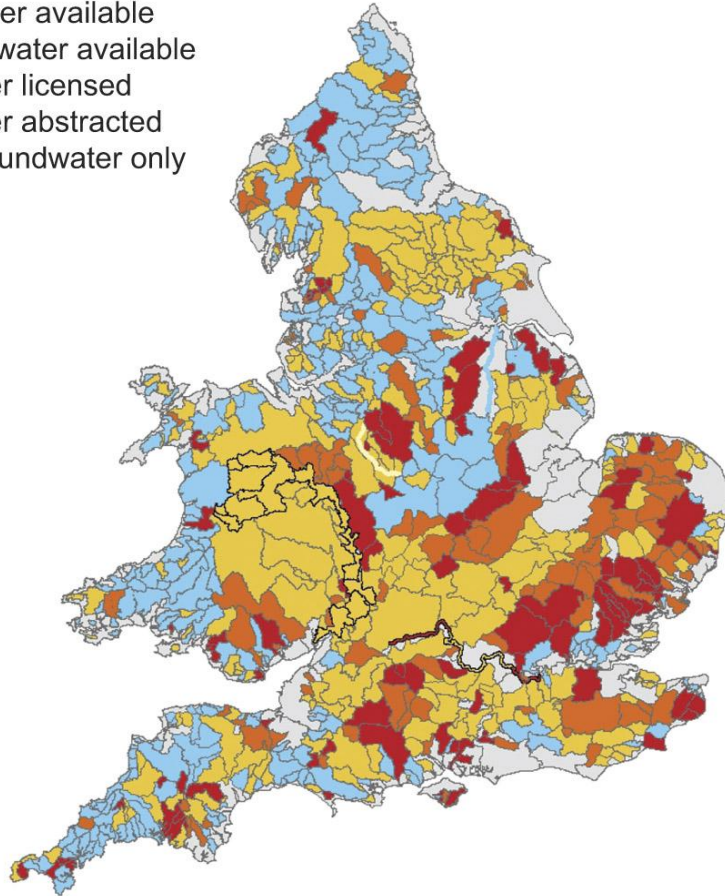 er available
water available
er licensed
er abstracted
undwater only